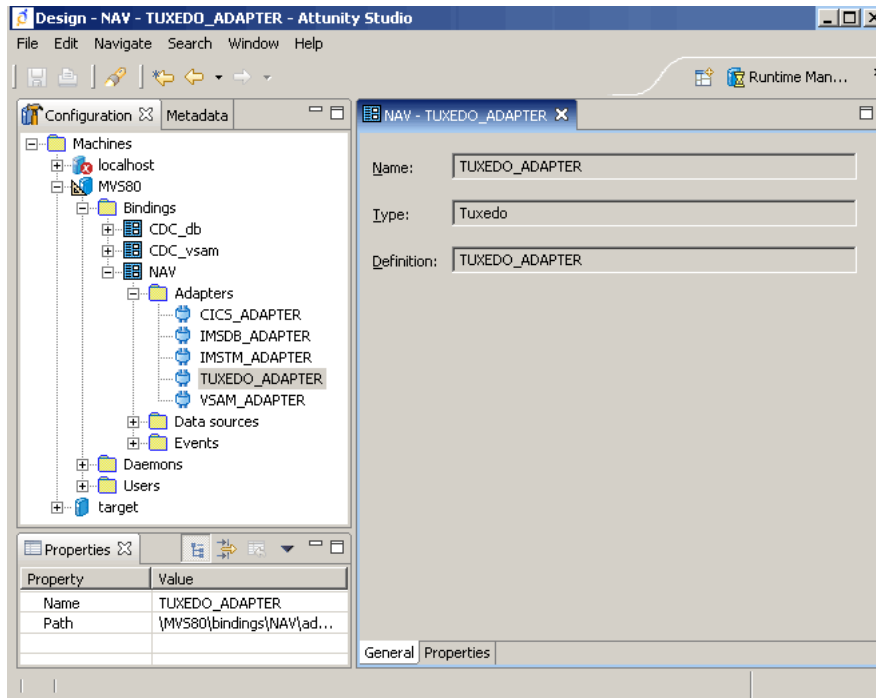 Design - NAV - TUXEDO_ADAPTER - Attunity Studio
File Edit Navigate Search Window Help
Runtime Man...
Configuration Metadata
Machines
localhost
MVS80
Bindings
CDC_db
CDC_vsam
NAV
Adapters
CICS_ADAPTER
IMSDB_ADAPTER
IMSTM_ADAPTER
TUXEDO_ADAPTER
VSAM_ADAPTER
Data sources
Events
Daemons
Users
target
NAV - TUXEDO_ADAPTER
Name: TUXEDO_ADAPTER
Type: Tuxedo
Definition: TUXEDO_ADAPTER
General Properties
Properties
Property Value
Name TUXEDO_ADAPTER
Path \MVS80\bindings\NAV\ad...